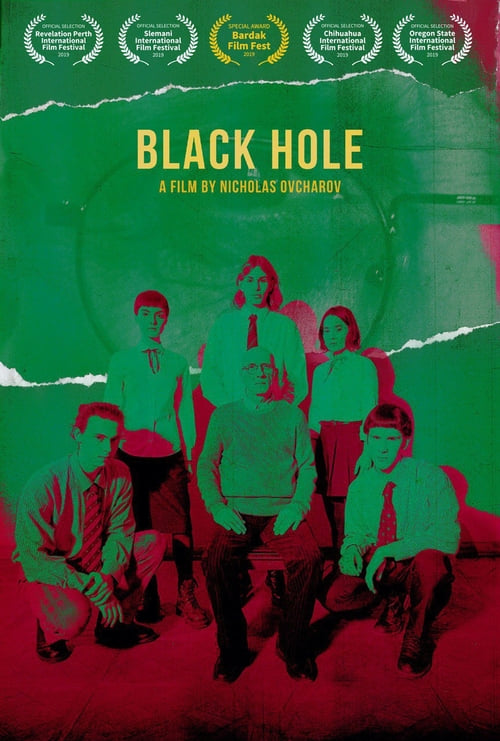 OFFICIAL SELECTION
Revelation Perth
International
Film Festival
2019
OFFICIAL SELECTION
Slemani
International
Film Festival
2019
SPECIAL AWARD
Bardak
Film Fest
2019
OFFICIAL SELECTION
Chihuahua
International
Film Festival
2019
OFFICIAL SELECTION
Oregon State
International
Film Festival
2019
BLACK HOLE
A FILM BY NICHOLAS OVCHAROV